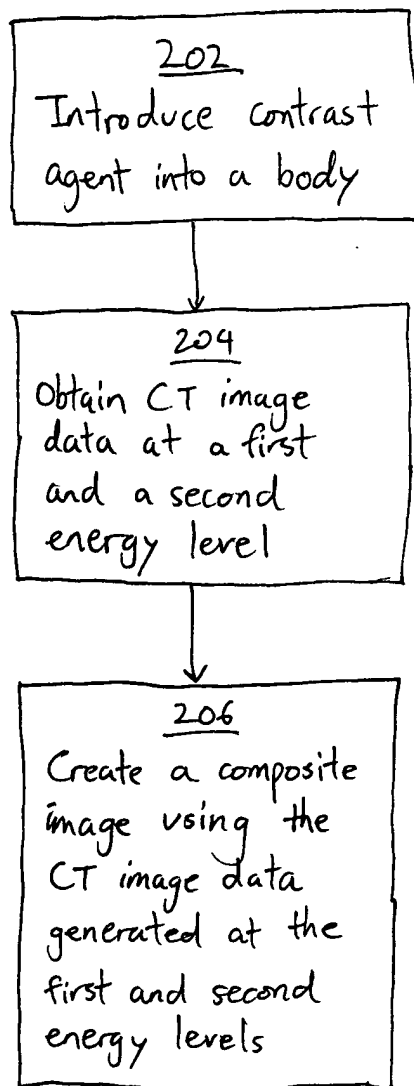 202
Introduce contrast
agent into a body
204
Obtain CT image
data at a first
and a second
energy level
206
Create a composite
image using the
CT image data
generated at the
first and second
energy levels